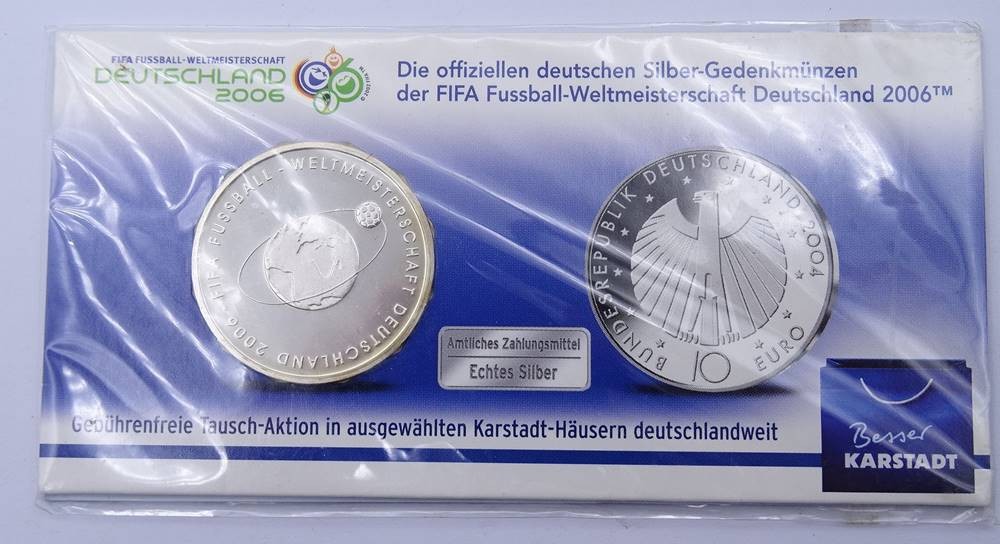 FIFA FUSSBALL-WELTMEISTERSCHAFT
DEUTSCHLAND
2006
Die offiziellen deutschen Silber-Gedenkmünzen
der FIFA Fussball-Weltmeisterschaft Deutschland 2006™
FIFA FUSSBALL-WELTMEISTERSCHAFT DEUTSCHLAND 2006
BUNDESREPUBLIK DEUTSCHLAND 2004
10 EURO
Amtliches Zahlungsmittel
Echtes Silber
Gebührenfreie Tausch-Aktion in ausgewählten Karstadt-Häusern deutschlandweit
Besser
KARSTADT